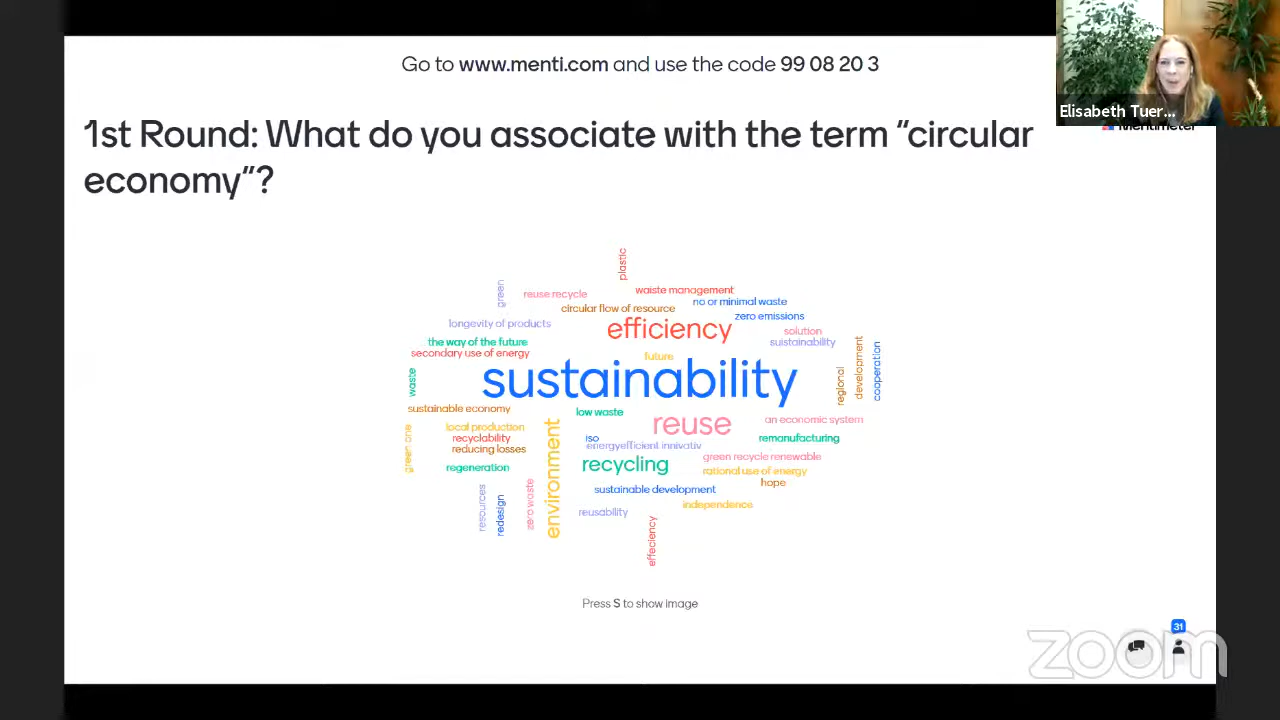 Go to www.menti.com and use the code 99 08 20 3
Elisabeth Tuer...
Mentimeter
1st Round: What do you associate with the term “circular
economy”?
plastic
green
reuse recycle
waiste management
circular flow of resource
no or minimal waste
longevity of products
efficiency
zero emissions
the way of the future
solution
suistainability
secondary use of energy
future
waste
sustainability
regional
development
cooperation
sustainable economy
low waste
reuse
an economic system
green one
local production
recyclability
reducing losses
environment
iso
energyefficient innivativ
remanufacturing
green recycle renewable
regeneration
recycling
rational use of energy
hope
resources
redesign
zero waste
sustainable development
reusability
independence
effeciency
Press S to show image
31
zoom